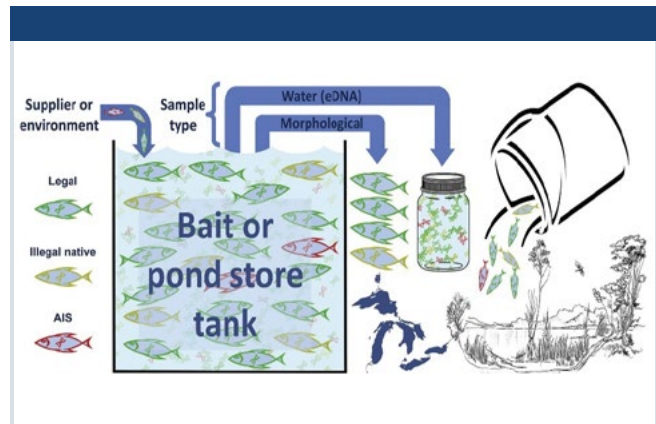 Supplier or
environment
Sample
type
Water (eDNA)
Morphological
Legal
Illegal native
AIS
Bait or
pond store
tank